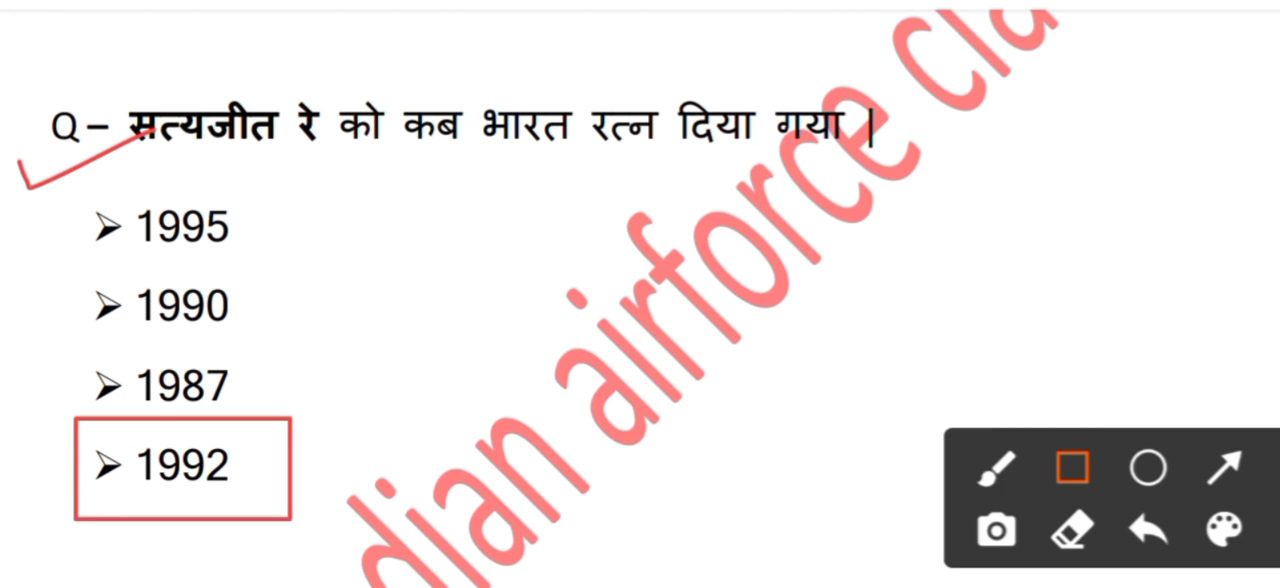 Q – सत्यजीत रे को कब भारत रत्न दिया गया |
➢ 1995
➢ 1990
➢ 1987
➢ 1992
dian airforce cla